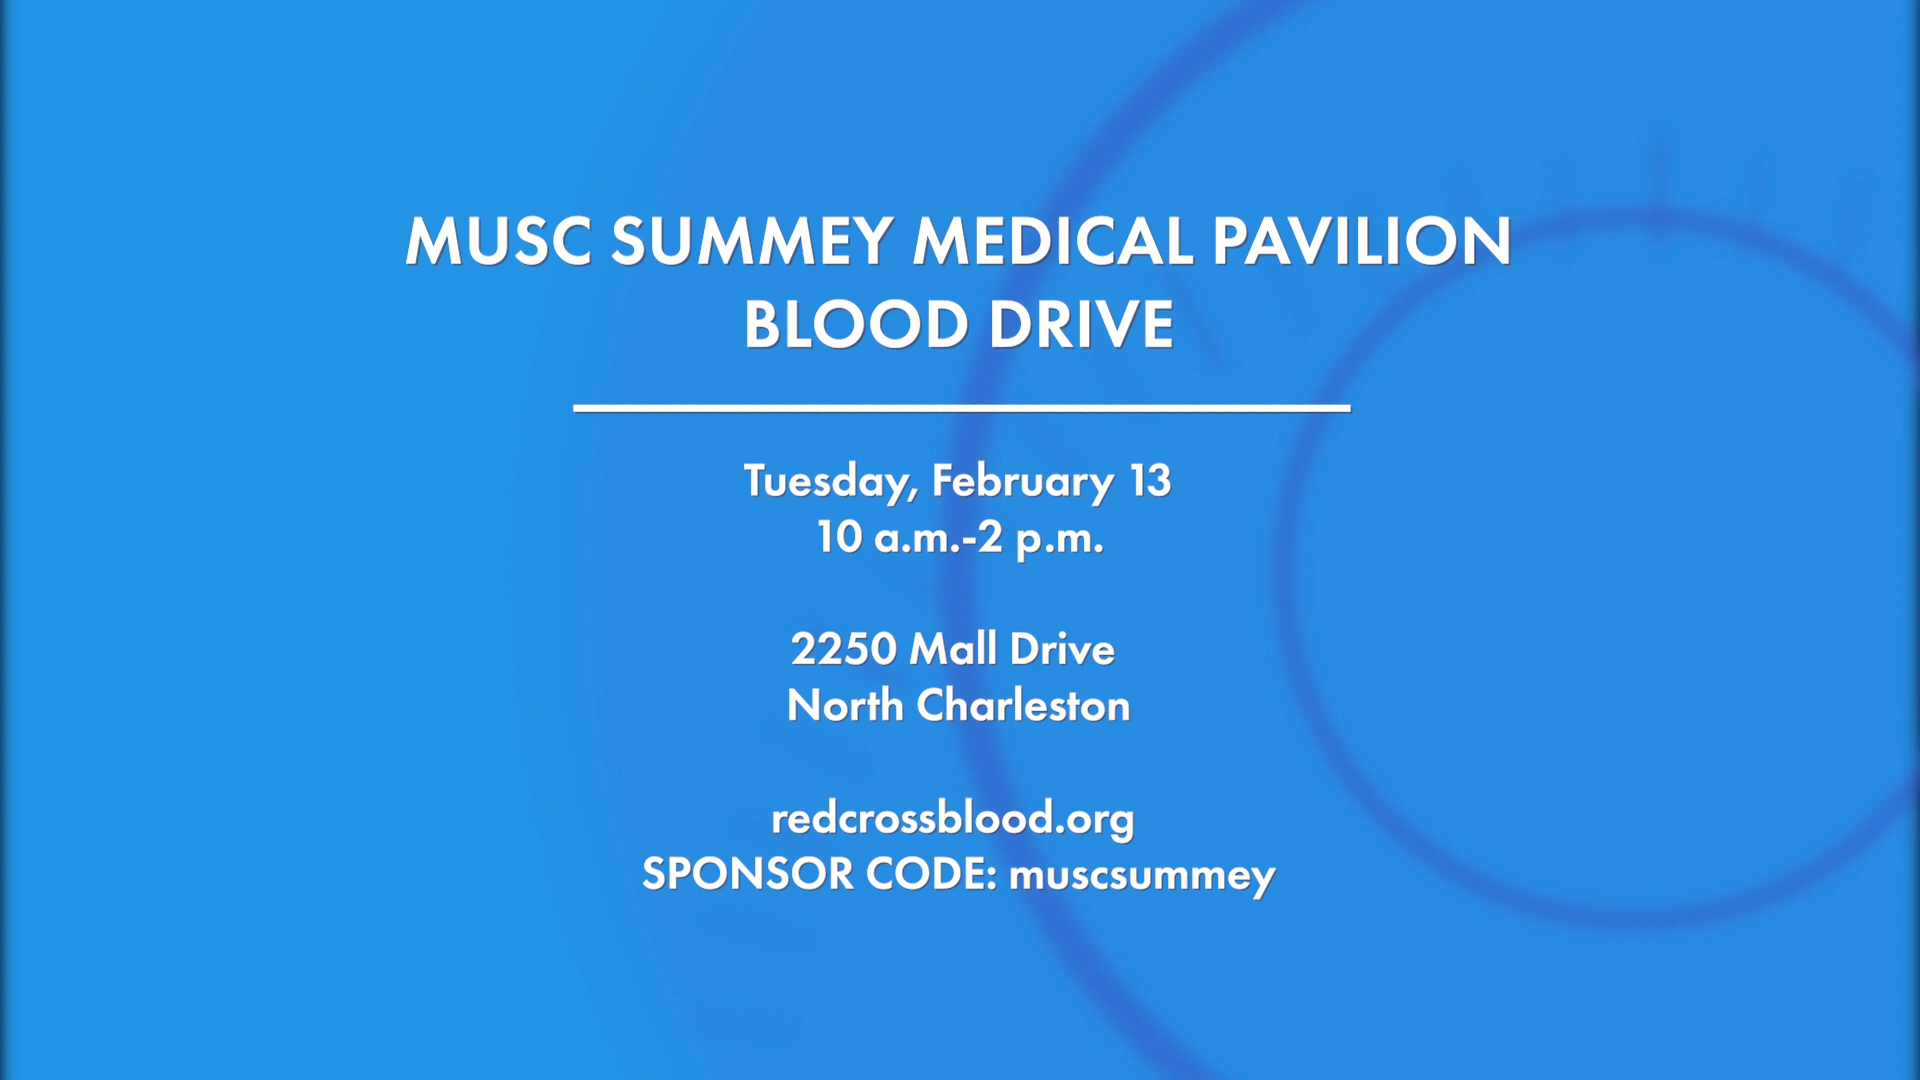 MUSC SUMMEY MEDICAL PAVILION
BLOOD DRIVE
Tuesday, February 13
10 a.m.-2 p.m.
2250 Mall Drive
North Charleston
redcrossblood.org
SPONSOR CODE: muscsummey